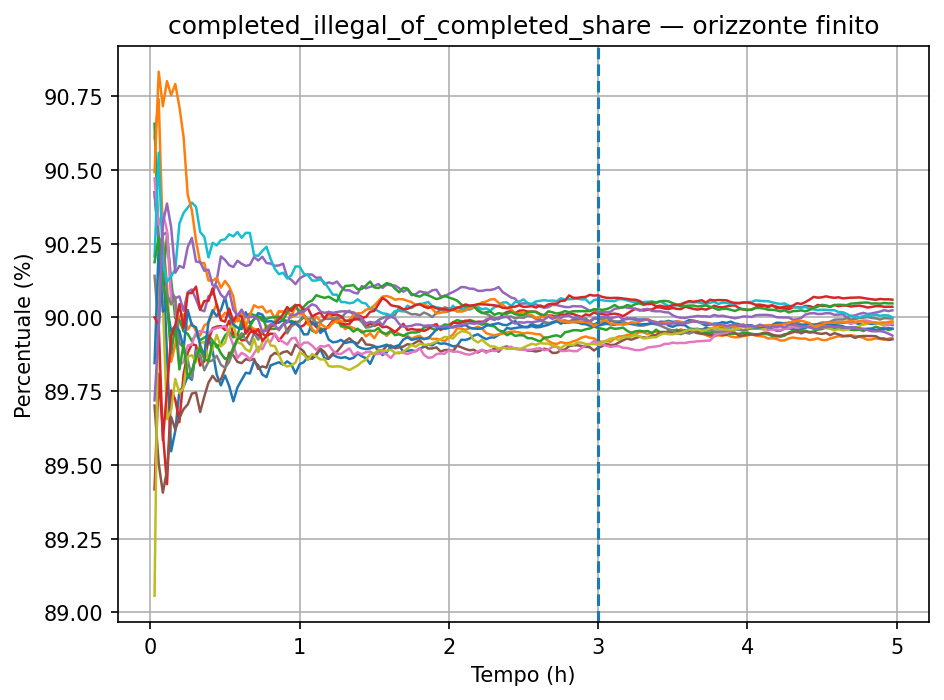 completed_illegal_of_completed_share — orizzonte finito
Percentuale (%)
90.75
90.50
90.25
90.00
89.75
89.50
89.25
89.00
0 1 2 3 4 5
Tempo (h)